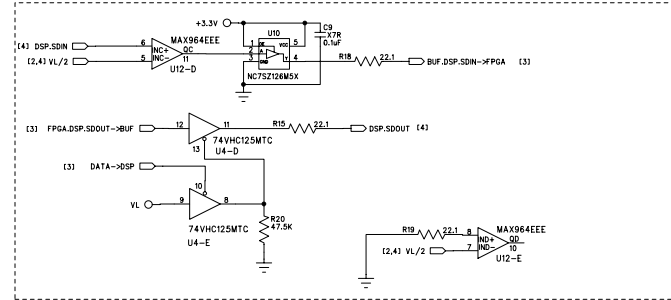 +3.3V
U10
C9
X7R
0.1uF
MAX964EEE
[4] DSP.SDIN 6 INC+ QC 1 OE VCC 5
[2,4] VL/2 5 INC- 11 2 A Y 4 R18 22.1 BUF.DSP.SDIN->FPGA [3]
U12-D 3 GND
NC7SZ126M5X
[3] FPGA.DSP.SDOUT->BUF 12 11 R15 22.1 DSP.SDOUT [4]
13 74VHC125MTC
U4-D
[3] DATA->DSP
10
VL 9 8
74VHC125MTC
U4-E
R20
47.5K
R19 22.1 8 IND+ QD MAX964EEE
[2,4] VL/2 7 IND- 10
U12-E